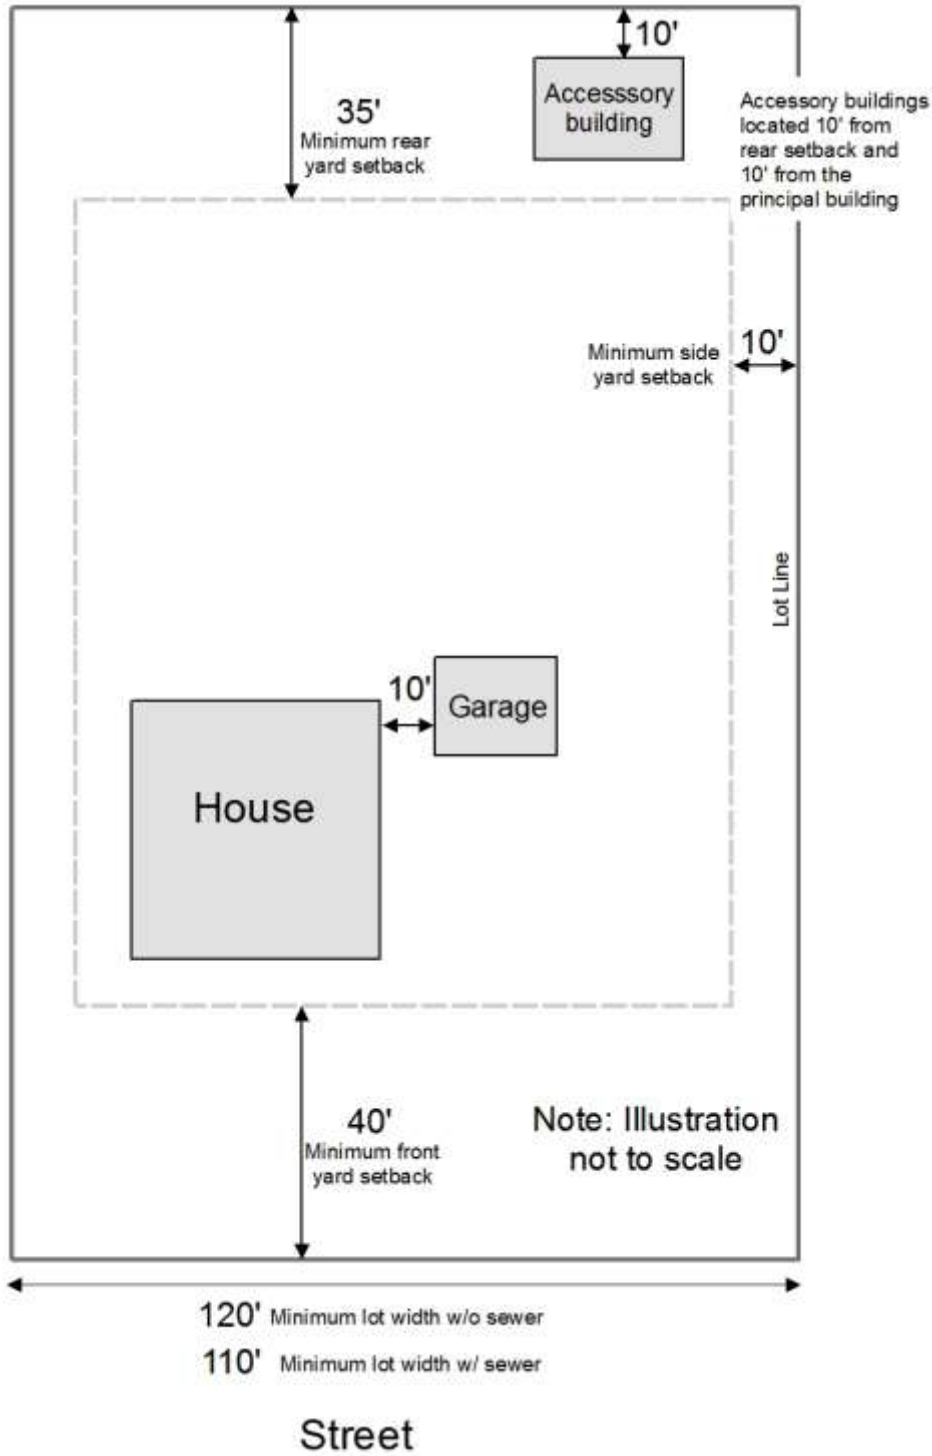 10'
Accesssory
building
35'
Minimum rear
yard setback
Accessory buildings
located 10' from
rear setback and
10' from the
principal building
10'
Minimum side
yard setback
Lot Line
10'
Garage
House
40'
Minimum front
yard setback
Note: Illustration
not to scale
120' Minimum lot width w/o sewer
110' Minimum lot width w/ sewer
Street